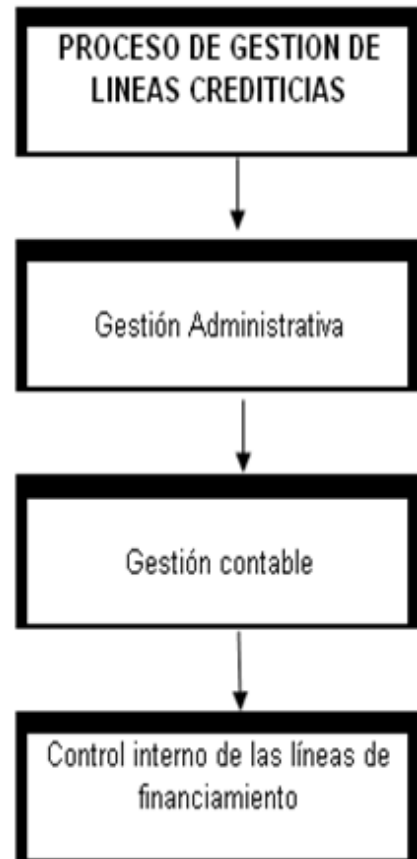 PROCESO DE GESTION DE
LINEAS CREDITICIAS
Gestión Administrativa
Gestión contable
Control interno de las líneas de
financiamiento